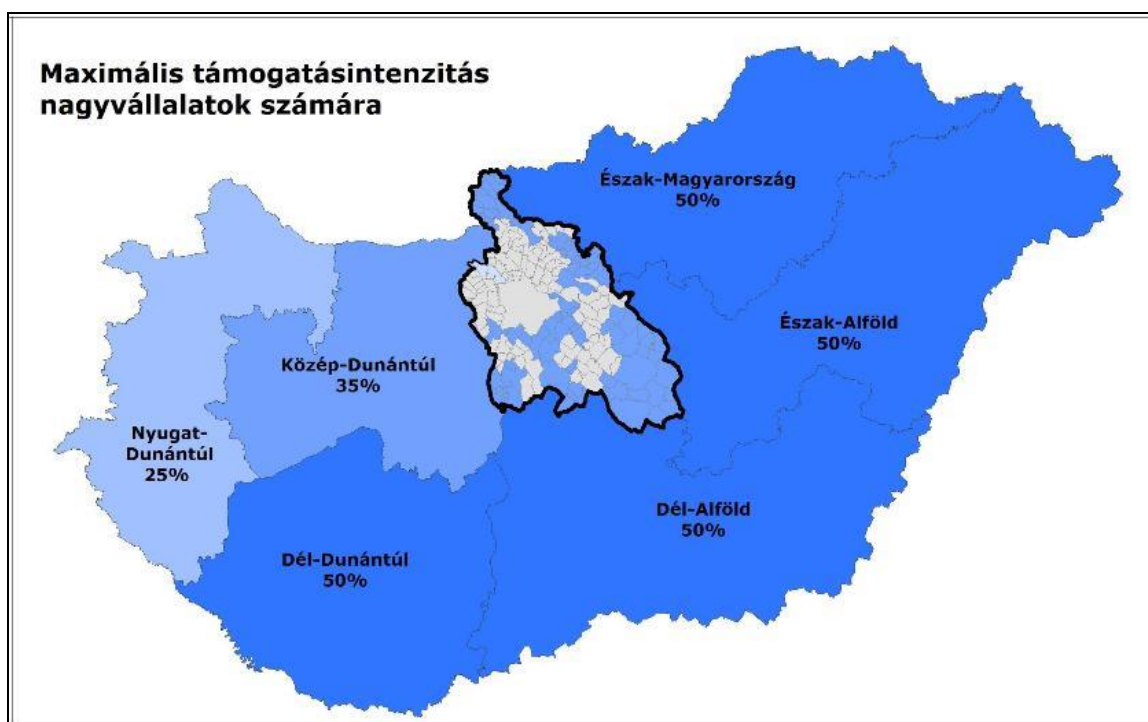 Maximális támogatásintenzitás
nagyvállalatok számára
Észak-Magyarország
50%
Észak-Alföld
50%
Közép-Dunántúl
35%
Nyugat-
Dunántúl
25%
Dél-Alföld
50%
Dél-Dunántúl
50%